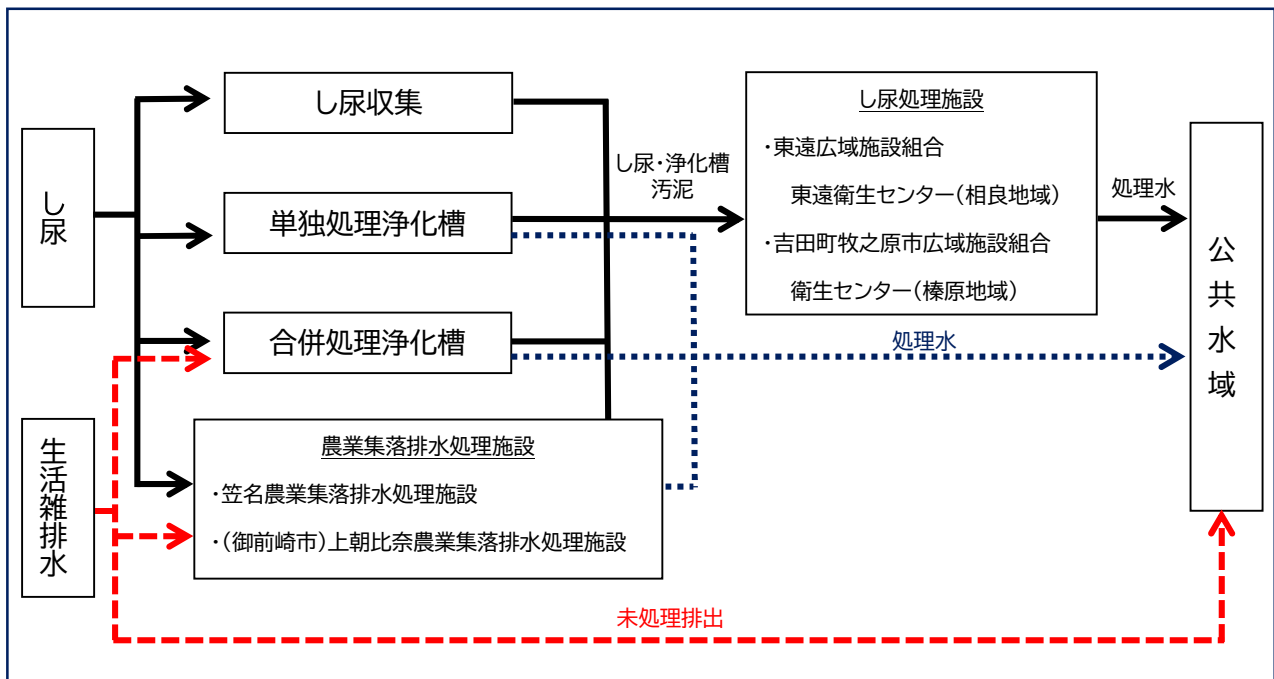 し尿
生活雑排水
し尿収集
単独処理浄化槽
合併処理浄化槽
農業集落排水処理施設
・笠名農業集落排水処理施設
・(御前崎市)上朝比奈農業集落排水処理施設
し尿・浄化槽
汚泥
し尿処理施設
・東遠広域施設組合
東遠衛生センター(相良地域)
・吉田町牧之原市広域施設組合
衛生センター(榛原地域)
処理水
処理水
未処理排出
公共水域